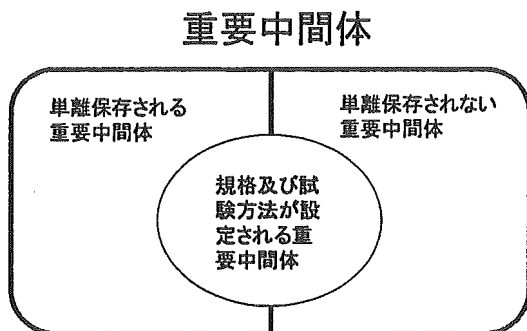 重要中間体
単離保存される
重要中間体
単離保存されない
重要中間体
規格及び試
験方法が設
定される重
要中間体